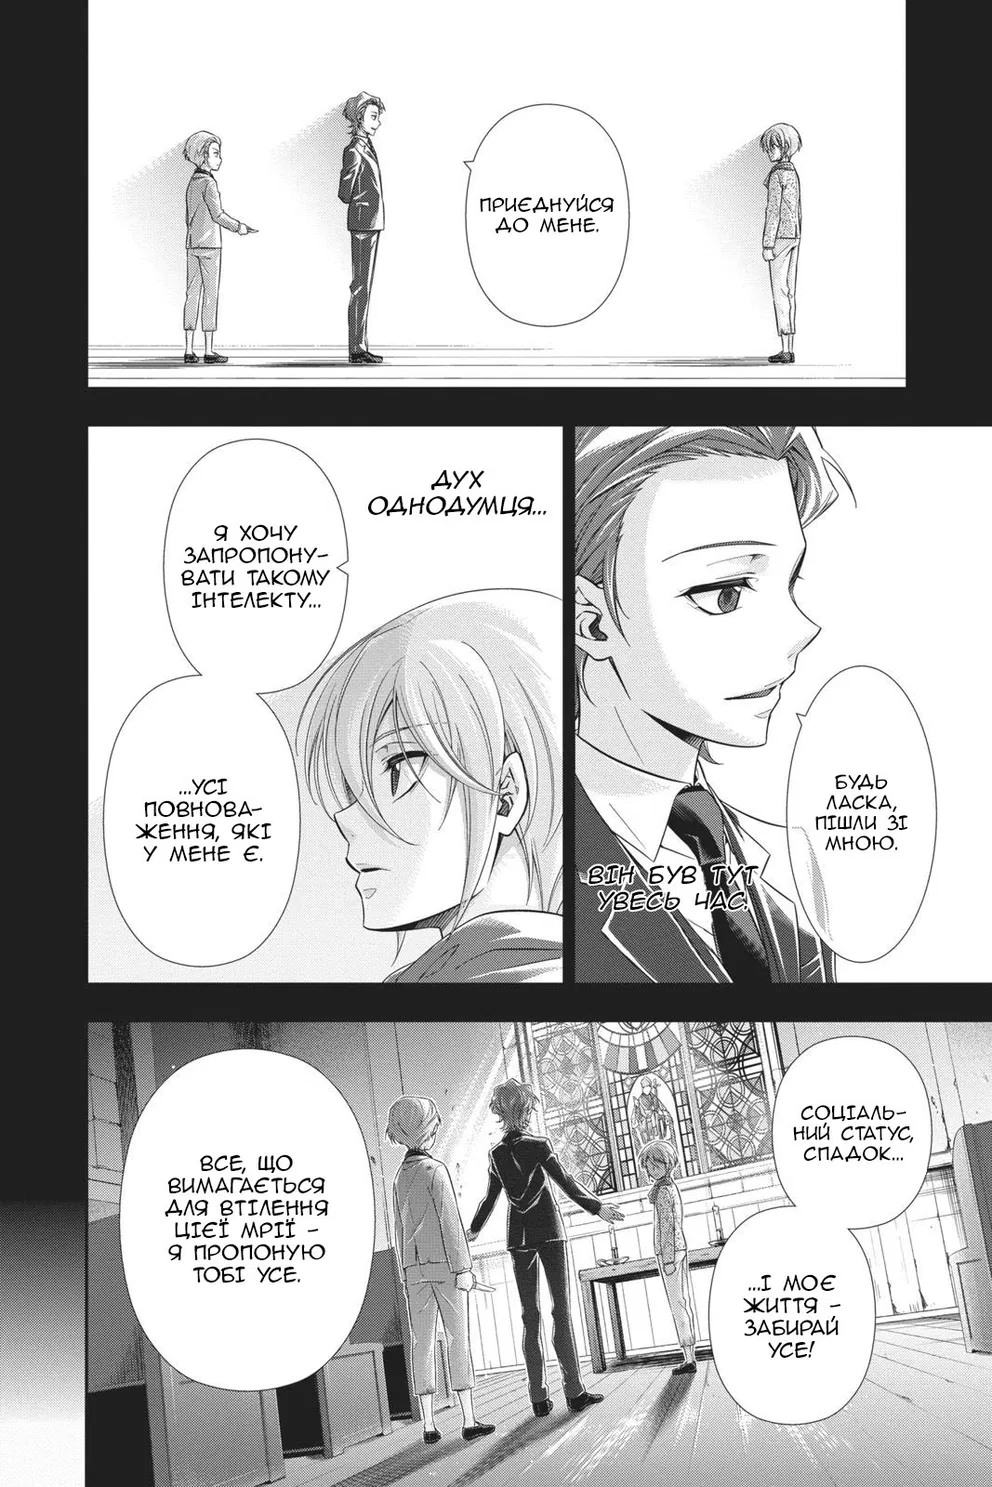 ПРИЄДНУЙСЯ
ДО МЕНЕ.
БУДЬ
ЛАСКА,
ПІШЛИ ЗІ
МНОЮ.
ВІН БУВ ТУТ
УВЕСЬ ЧАС.
ДУХ
ОДНОДУМЦЯ...
Я ХОЧУ
ЗАПРОПОНУ-
ВАТИ ТАКОМУ
ІНТЕЛЕКТУ...
...УСІ
ПОВНОВА-
ЖЕННЯ, ЯКІ
У МЕНЕ Є.
СОЦІАЛЬ-
НИЙ СТАТУС,
СПАДОК...
...І МОЄ
ЖИТТЯ –
ЗАБИРАЙ
УСЕ!
ВСЕ, ЩО
ВИМАГАЄТЬСЯ
ДЛЯ ВТІЛЕННЯ
ЦІЄЇ МРІЇ –
Я ПРОПОНУЮ
ТОБІ УСЕ.